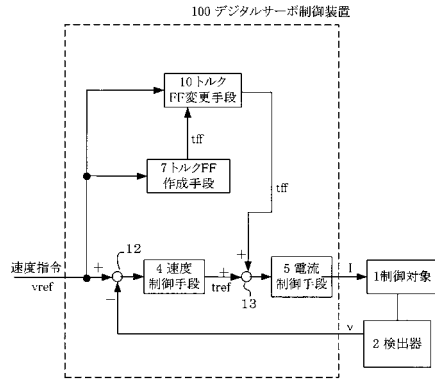 100 デジタルサーボ制御装置
10トルク
FF変更手段
tff
7トルクFF
作成手段
tff
12
速度指令
vref
+
−
4 速度
制御手段
+
tref
+
13
5 電流
制御手段
I
1制御対象
v
2 検出器